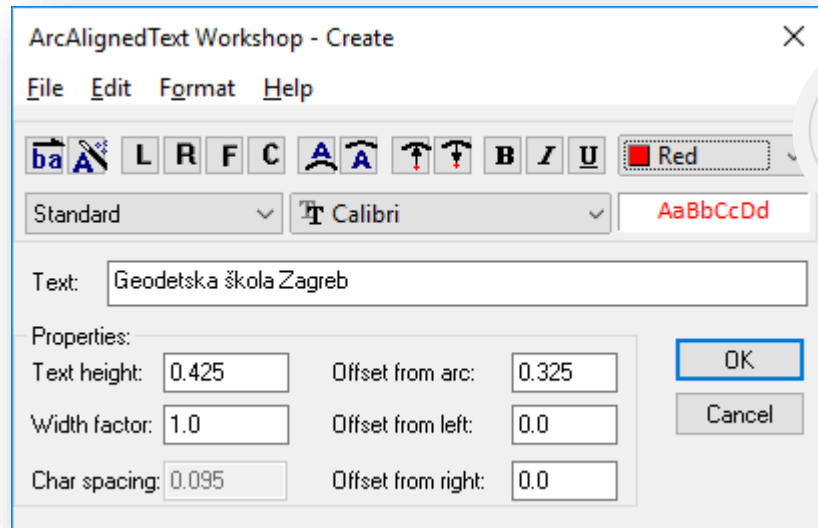 ArcAlignedText Workshop - Create
File Edit Format Help
ba A L R F C A A B I U Red
Standard Tr Calibri AaBbCcDd
Text: Geodetska škola Zagreb
Properties:
Text height: 0.425 Offset from arc: 0.325 OK
Width factor: 1.0 Offset from left: 0.0 Cancel
Char spacing: 0.095 Offset from right: 0.0